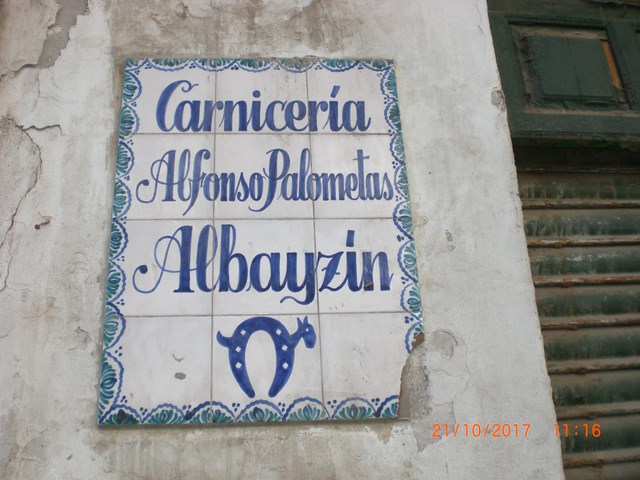 Carnicería
Alfonso Palometas
Albayzín
21/10/2017 11:16